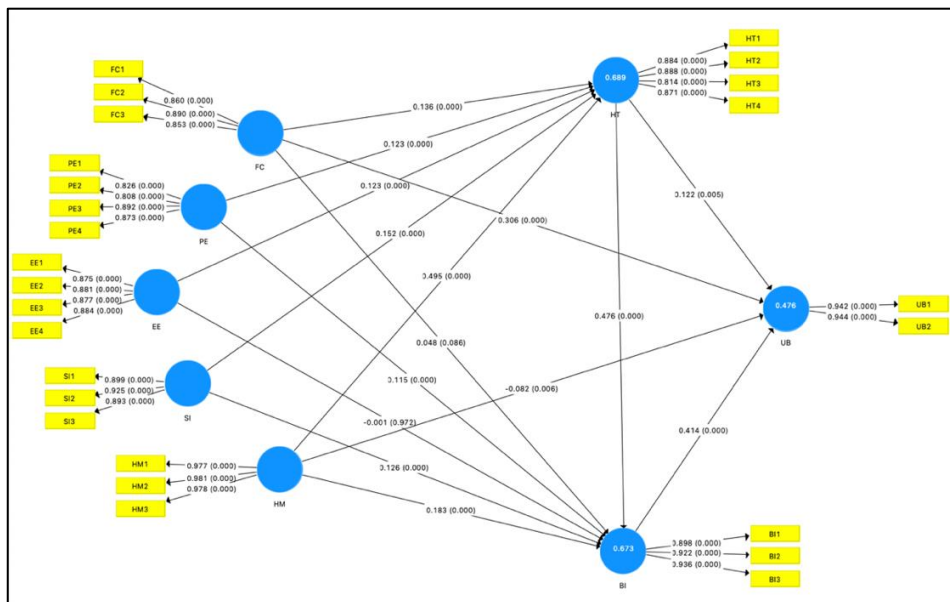 FC1
FC2
FC3
0.860 (0.000)
0.890 (0.000)
0.853 (0.000)
FC
PE1
PE2
PE3
PE4
0.826 (0.000)
0.808 (0.000)
0.892 (0.000)
0.873 (0.000)
PE
EE1
EE2
EE3
EE4
0.875 (0.000)
0.881 (0.000)
0.877 (0.000)
0.884 (0.000)
EE
SI1
SI2
SI3
0.899 (0.000)
0.925 (0.000)
0.893 (0.000)
SI
HM1
HM2
HM3
0.977 (0.000)
0.981 (0.000)
0.978 (0.000)
HM
0.136 (0.000)
0.123 (0.000)
0.123 (0.000)
0.306 (0.000)
0.152 (0.000)
0.495 (0.000)
0.476 (0.000)
0.048 (0.086)
0.115 (0.000)
-0.082 (0.006)
-0.001 (0.972)
0.126 (0.000)
0.183 (0.000)
0.122 (0.005)
0.414 (0.000)
0.689
HT
0.884 (0.000)
0.888 (0.000)
0.814 (0.000)
0.871 (0.000)
HT1
HT2
HT3
HT4
0.476
UB
0.942 (0.000)
0.944 (0.000)
UB1
UB2
0.673
BI
0.898 (0.000)
0.922 (0.000)
0.936 (0.000)
BI1
BI2
BI3